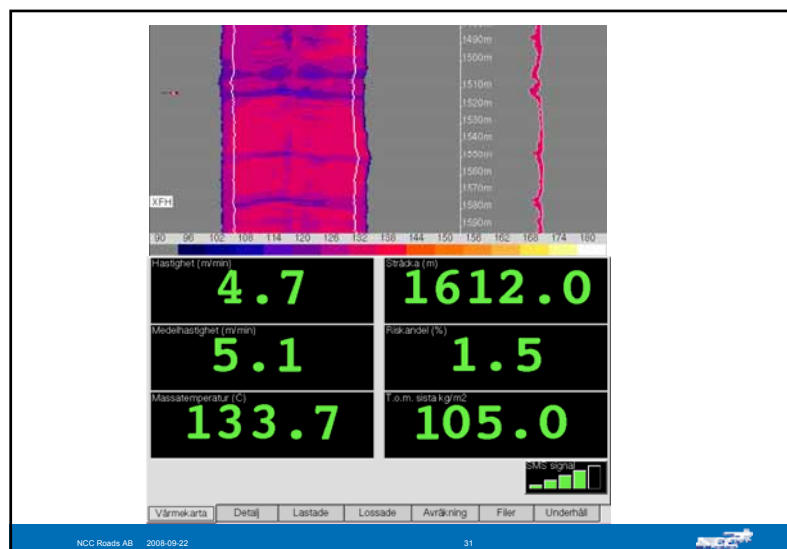 1490m
1500m
1510m
1520m
1530m
1540m
1550m
1560m
1570m
1580m
1590m
XFH
90 96 102 108 114 120 126 132 138 144 150 156 162 168 174 180
Hastighet (m/min)
4.7
Sträcka (m)
1612.0
Medelhastighet (m/min)
5.1
Riskandel (%)
1.5
Massatemperatur (C)
133.7
T.o.m. sista kg/m2
105.0
SMS signal
Värmekarta Detalj Lastade Lossade Avräkning Filer Underhåll
NCC Roads AB 2008-09-22 31
NCC